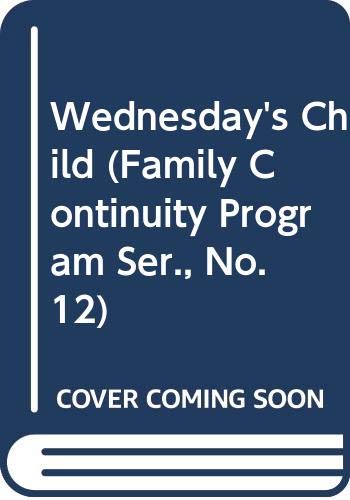 Wednesday's Ch
ild (Family C
ontinuity Progr
am Ser., No.
12)
COVER COMING SOON